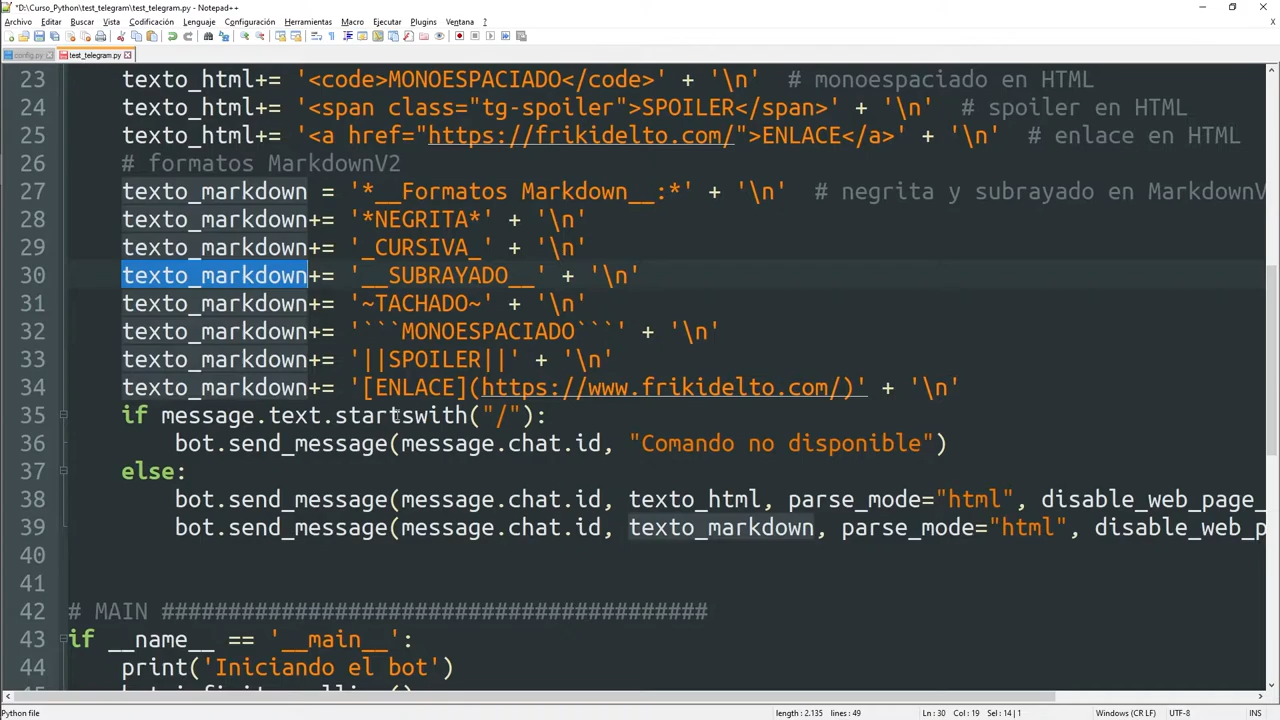 *D:\Curso_Python\test_telegram\test_telegram.py - Notepad++
Archivo Editar Buscar Vista Codificación Lenguaje Configuración Herramientas Macro Ejecutar Plugins Ventana ?
config.py test_telegram.py
23 texto_html+= '<code>MONOESPACIADO</code>' + '\n' # monoespaciado en HTML
24 texto_html+= '<span class="tg-spoiler">SPOILER</span>' + '\n' # spoiler en HTML
25 texto_html+= '<a href="https://frikidelto.com/">ENLACE</a>' + '\n' # enlace en HTML
26 # formatos MarkdownV2
27 texto_markdown = '*__Formatos Markdown__:*' + '\n' # negrita y subrayado en MarkdownV
28 texto_markdown+= '*NEGRITA*' + '\n'
29 texto_markdown+= '_CURSIVA_' + '\n'
30 texto_markdown+= '__SUBRAYADO__' + '\n'
31 texto_markdown+= '~TACHADO~' + '\n'
32 texto_markdown+= '```MONOESPACIADO```' + '\n'
33 texto_markdown+= '||SPOILER||' + '\n'
34 texto_markdown+= '[ENLACE](https://www.frikidelto.com/)' + '\n'
35 if message.text.startswith("/"):
36 bot.send_message(message.chat.id, "Comando no disponible")
37 else:
38 bot.send_message(message.chat.id, texto_html, parse_mode="html", disable_web_page_
39 bot.send_message(message.chat.id, texto_markdown, parse_mode="html", disable_web_p
40
41
42 # MAIN #########################################
43 if __name__ == '__main__':
44 print('Iniciando el bot')
Python file length : 2.135 lines : 49 Ln : 30 Col : 19 Sel : 14 | 1 Windows (CR LF) UTF-8 INS